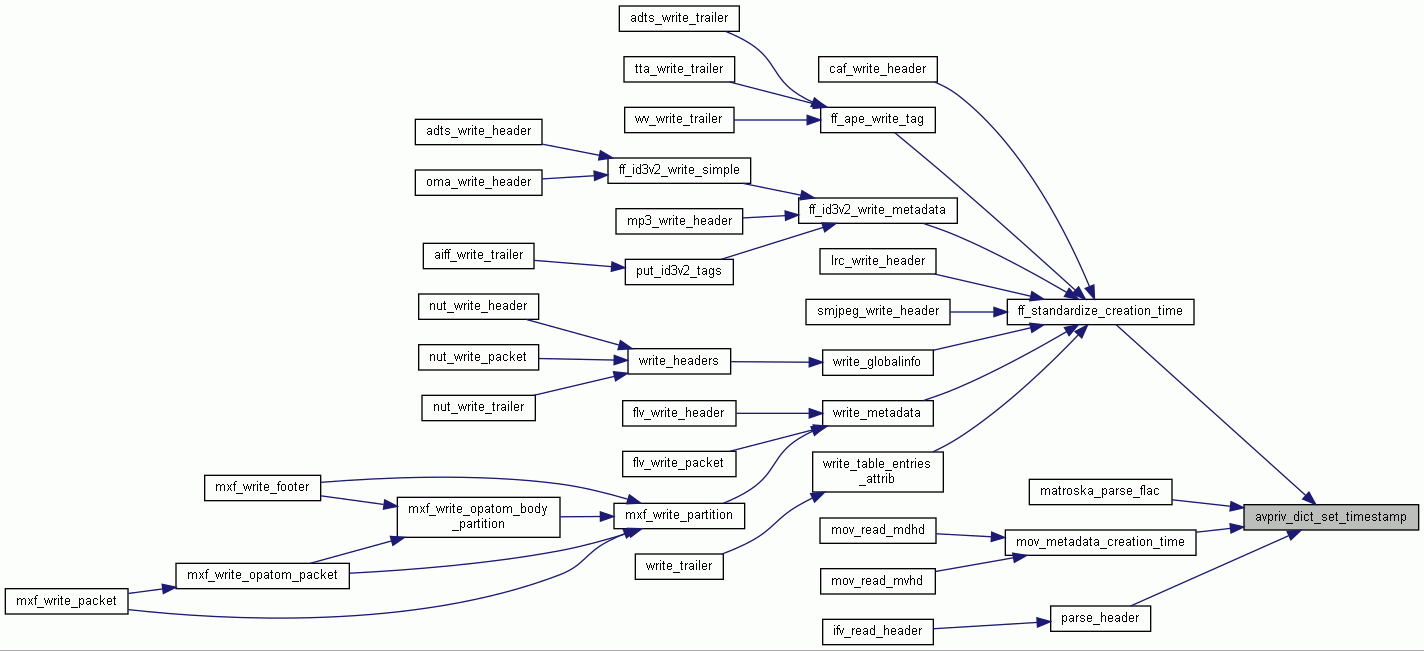 adts_write_trailer
tta_write_trailer
caf_write_header
wv_write_trailer
ff_ape_write_tag
adts_write_header
ff_id3v2_write_simple
oma_write_header
ff_id3v2_write_metadata
mp3_write_header
aiff_write_trailer
put_id3v2_tags
lrc_write_header
nut_write_header
smjpeg_write_header
ff_standardize_creation_time
nut_write_packet
write_headers
write_globalinfo
nut_write_trailer
flv_write_header
write_metadata
flv_write_packet
write_table_entries
_attrib
mxf_write_footer
matroska_parse_flac
mxf_write_opatom_body
_partition
mxf_write_partition
avpriv_dict_set_timestamp
mov_read_mdhd
mov_metadata_creation_time
write_trailer
mxf_write_opatom_packet
mov_read_mvhd
mxf_write_packet
parse_header
ifv_read_header